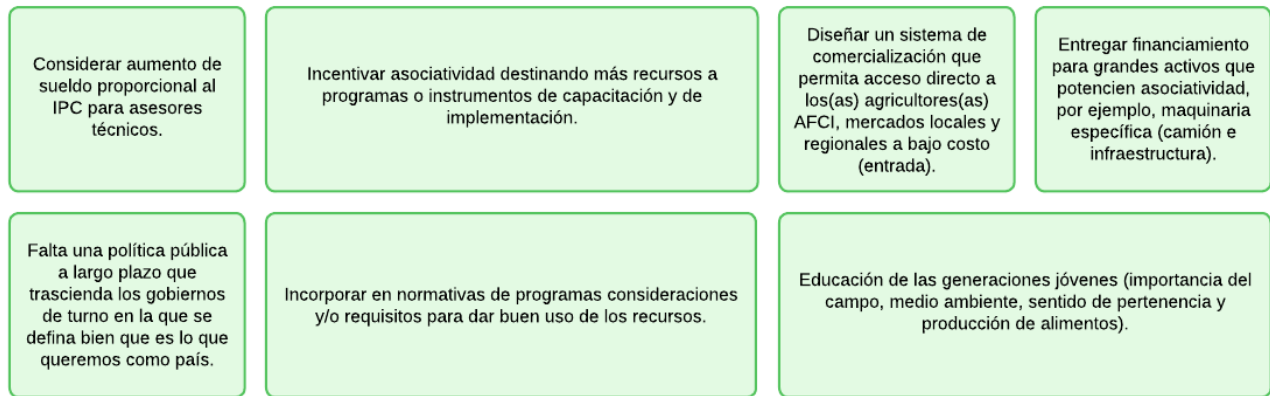 Considerar aumento de
sueldo proporcional al
IPC para asesores
técnicos.
Incentivar asociatividad destinando más recursos a
programas o instrumentos de capacitación y de
implementación.
Diseñar un sistema de
comercialización que
permita acceso directo a
los(as) agricultores(as)
AFCI, mercados locales y
regionales a bajo costo
(entrada).
Entregar financiamiento
para grandes activos que
potencien asociatividad,
por ejemplo, maquinaria
específica (camión e
infraestructura).
Falta una política pública
a largo plazo que
trascienda los gobiernos
de turno en la que se
defina bien que es lo que
queremos como país.
Incorporar en normativas de programas consideraciones
y/o requisitos para dar buen uso de los recursos.
Educación de las generaciones jóvenes (importancia del
campo, medio ambiente, sentido de pertenencia y
producción de alimentos).